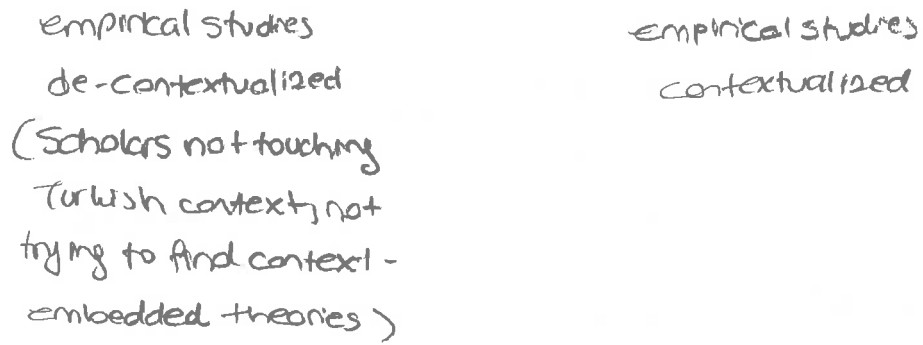 empirical studies
de-contextualized
(Scholars not touching
Turkish context, not
trying to find context-
embedded theories)
empirical studies
contextualized